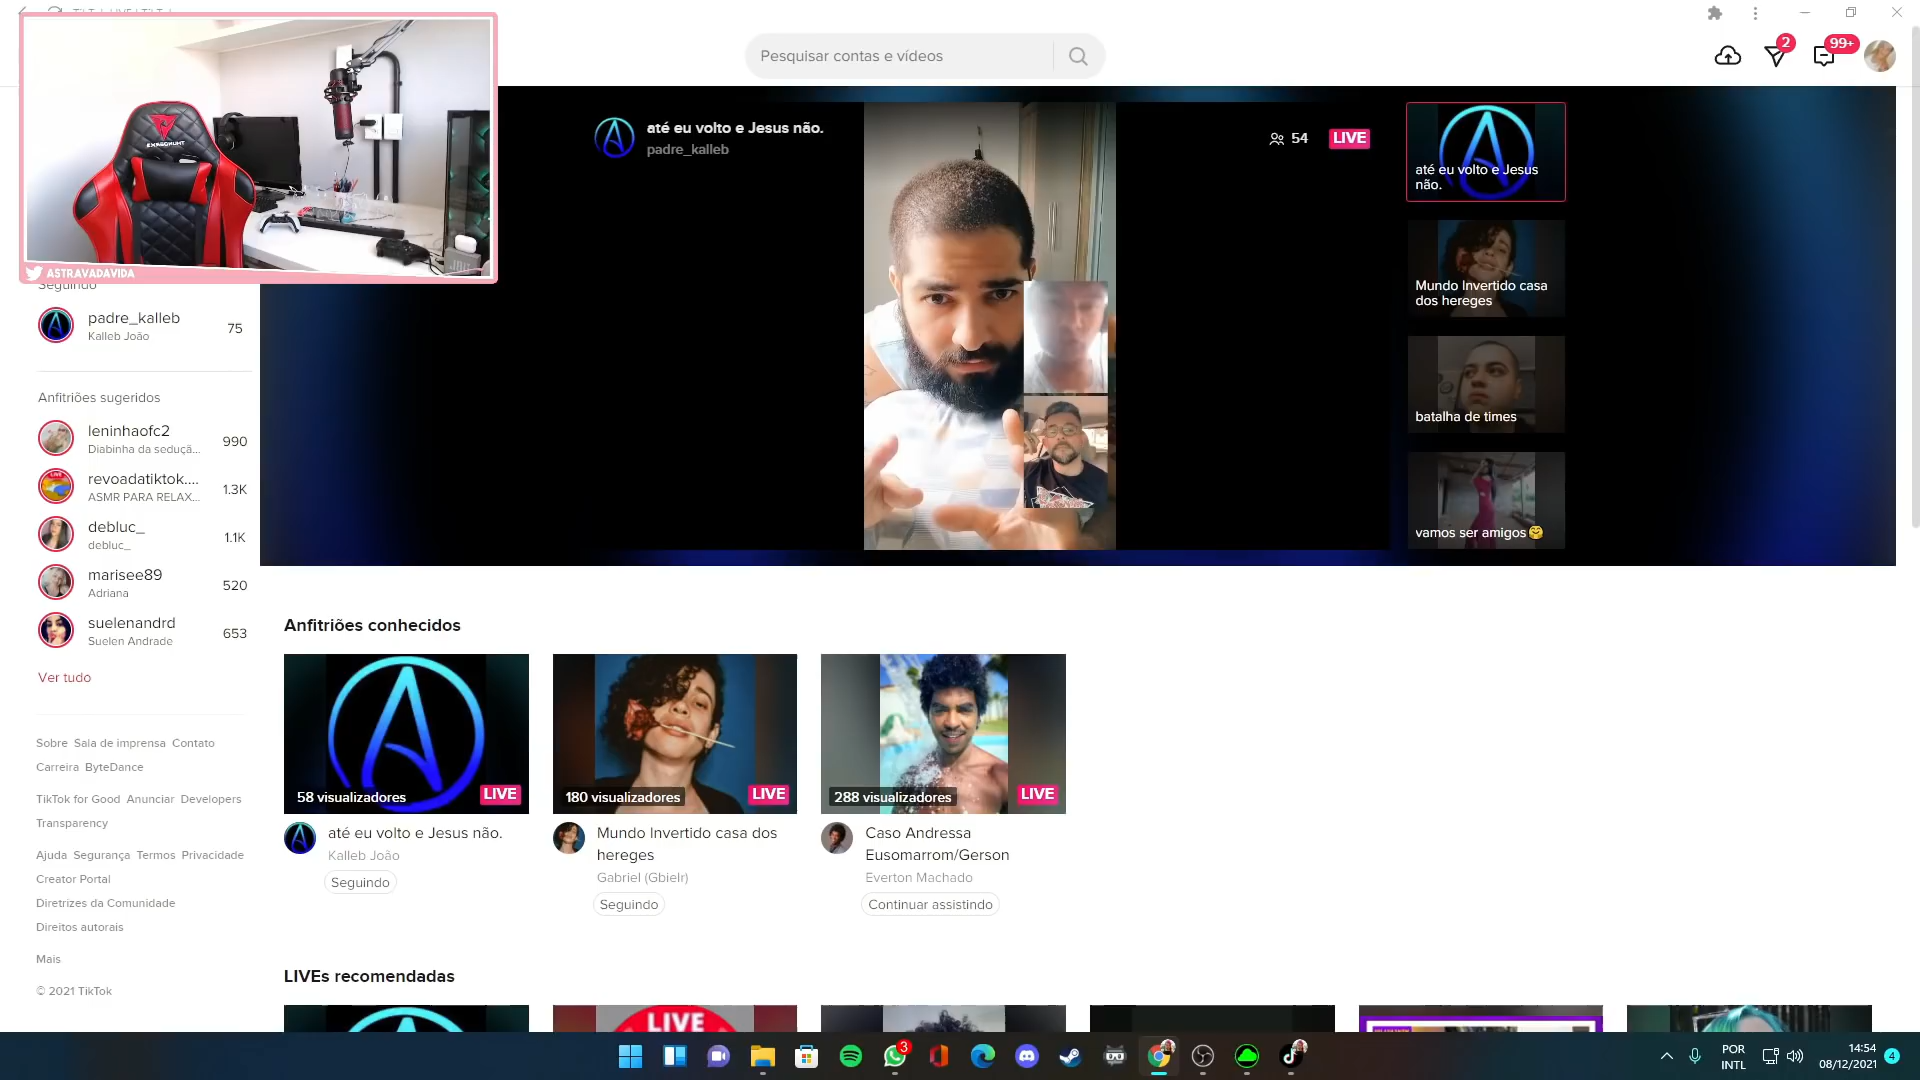 Pesquisar contas e vídeos
2
99+
EXRGOHUNT
ASTRAVADAVIDA
até eu volto e Jesus não.
padre_kalleb
54
LIVE
até eu volto e Jesus
não.
Mundo Invertido casa
dos hereges
batalha de times
vamos ser amigos🤗
Seguindo
padre_kalleb
Kalleb João
75
Anfitriões sugeridos
leninhaofc2
Diabinha da seduçã...
990
revoadatiktok....
ASMR PARA RELAX...
1.3K
debluc_
debluc_
1.1K
marisee89
Adriana
520
suelenandrd
Suelen Andrade
653
Ver tudo
Sobre Sala de imprensa Contato
Carreira ByteDance
TikTok for Good Anunciar Developers
Transparency
Ajuda Segurança Termos Privacidade
Creator Portal
Diretrizes da Comunidade
Direitos autorais
Mais
© 2021 TikTok
Anfitriões conhecidos
58 visualizadores
LIVE
até eu volto e Jesus não.
Kalleb João
Seguindo
180 visualizadores
LIVE
Mundo Invertido casa dos
hereges
Gabriel (Gbielr)
Seguindo
288 visualizadores
LIVE
Caso Andressa
Eusomarrom/Gerson
Everton Machado
Continuar assistindo
LIVEs recomendadas
LIVE
3
POR
INTL
14:54
08/12/2021
4